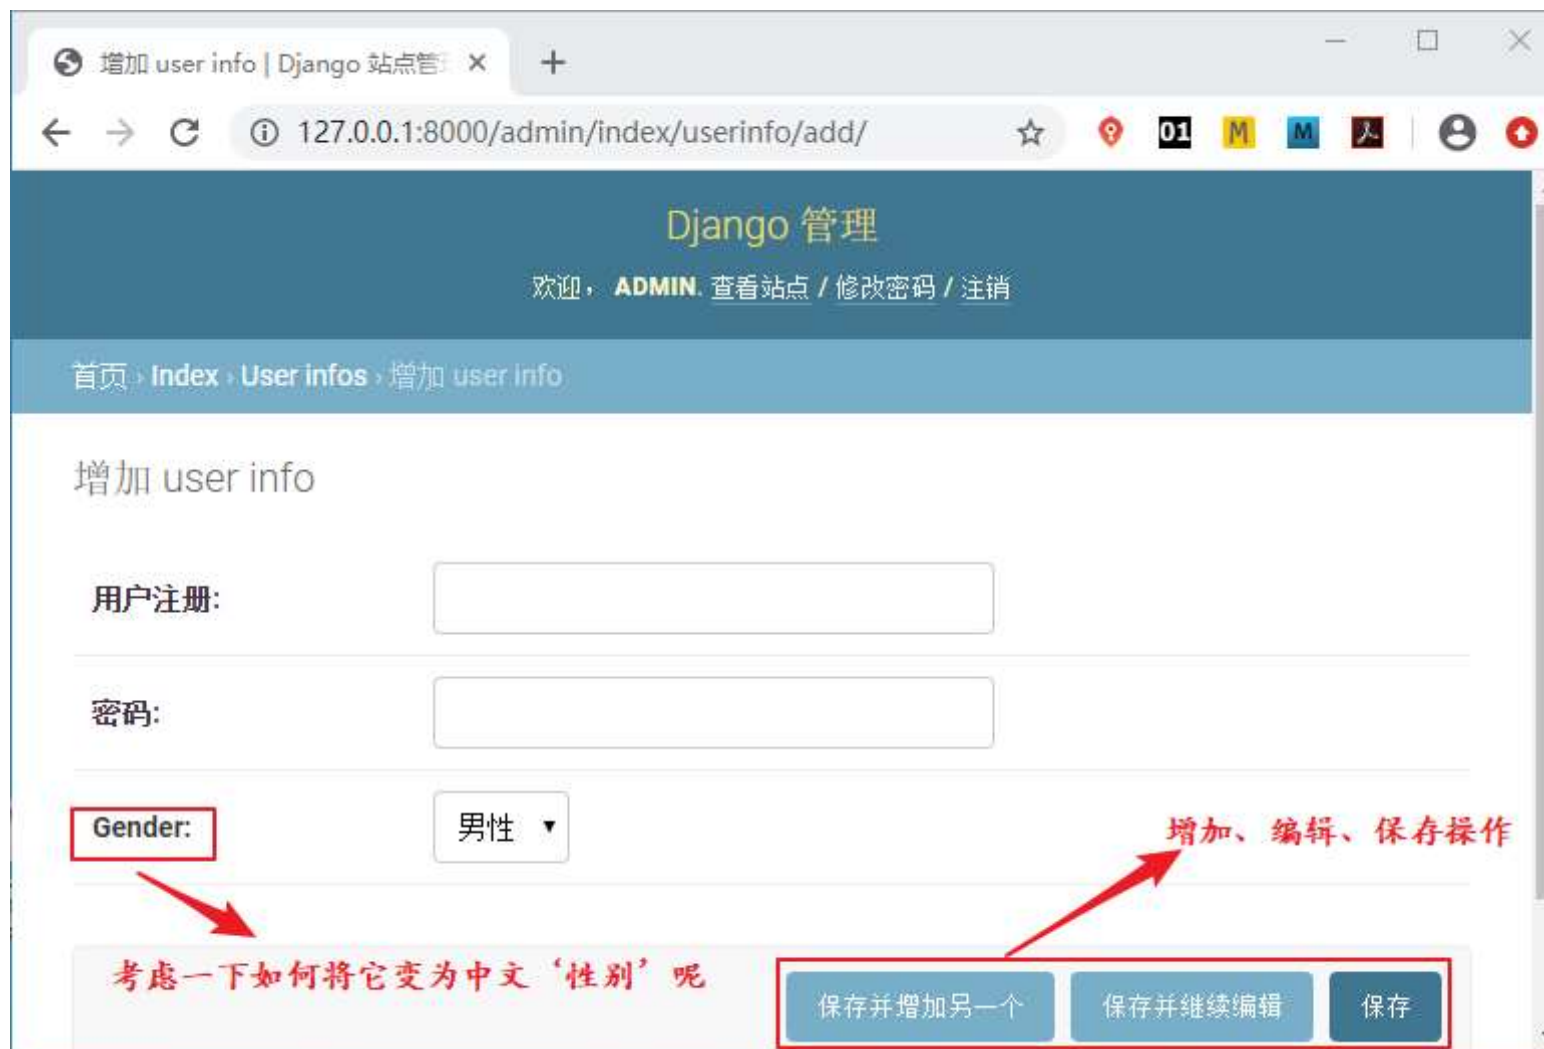 增加 user info | Django 站点管
127.0.0.1:8000/admin/index/userinfo/add/
01 M M
Django 管理
欢迎，ADMIN. 查看站点 / 修改密码 / 注销
首页 › Index › User infos › 增加 user info
增加 user info
用户注册:
密码:
Gender: 男性
增加、编辑、保存操作
考虑一下如何将它变为中文‘性别’呢
保存并增加另一个 保存并继续编辑 保存